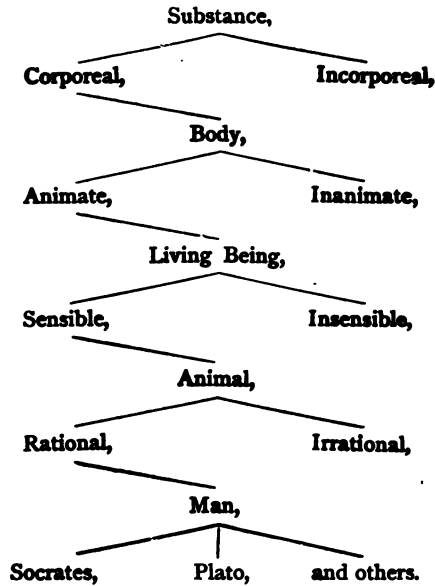 Substance,
Corporeal, Incorporeal,
Body,
Animate, Inanimate,
Living Being,
Sensible, Insensible,
Animal,
Rational, Irrational,
Man,
Socrates, Plato, and others.